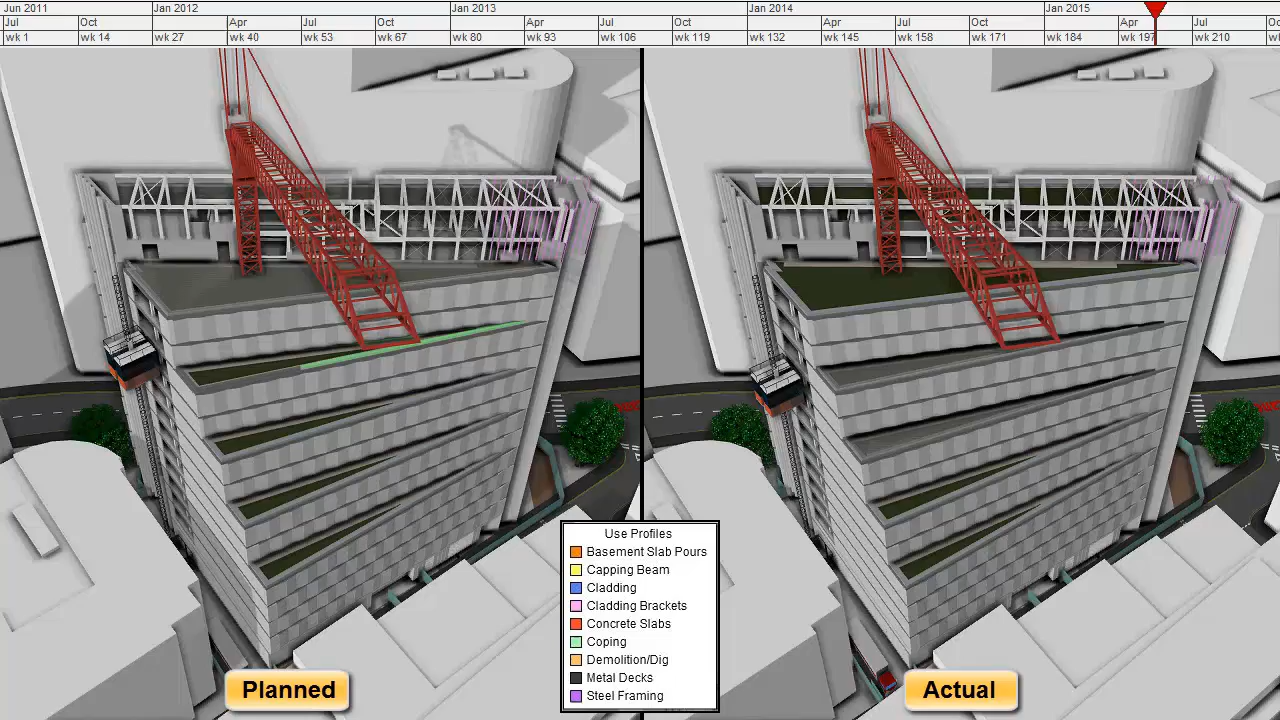 Jun 2011 Jan 2012 Jan 2013 Jan 2014 Jan 2015
Jul Oct Apr Jul Oct Apr Jul Oct Apr Jul Oct Apr Jul
wk 1 wk 14 wk 27 wk 40 wk 53 wk 67 wk 80 wk 93 wk 106 wk 119 wk 132 wk 145 wk 158 wk 171 wk 184 wk 197 wk 210
Use Profiles
Basement Slab Pours
Capping Beam
Cladding
Cladding Brackets
Concrete Slabs
Coping
Demolition/Dig
Metal Decks
Steel Framing
Planned
Actual